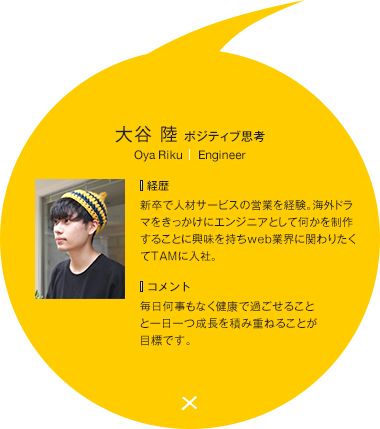 大谷 陸 ポジティブ思考
Oya Riku | Engineer
経歴
新卒で人材サービスの営業を経験。海外ドラ
マをきっかけにエンジニアとして何かを制作
することに興味を持ちweb業界に関わりたく
てTAMに入社。
コメント
毎日何事もなく健康で過ごせること
と一日一つ成長を積み重ねることが
目標です。